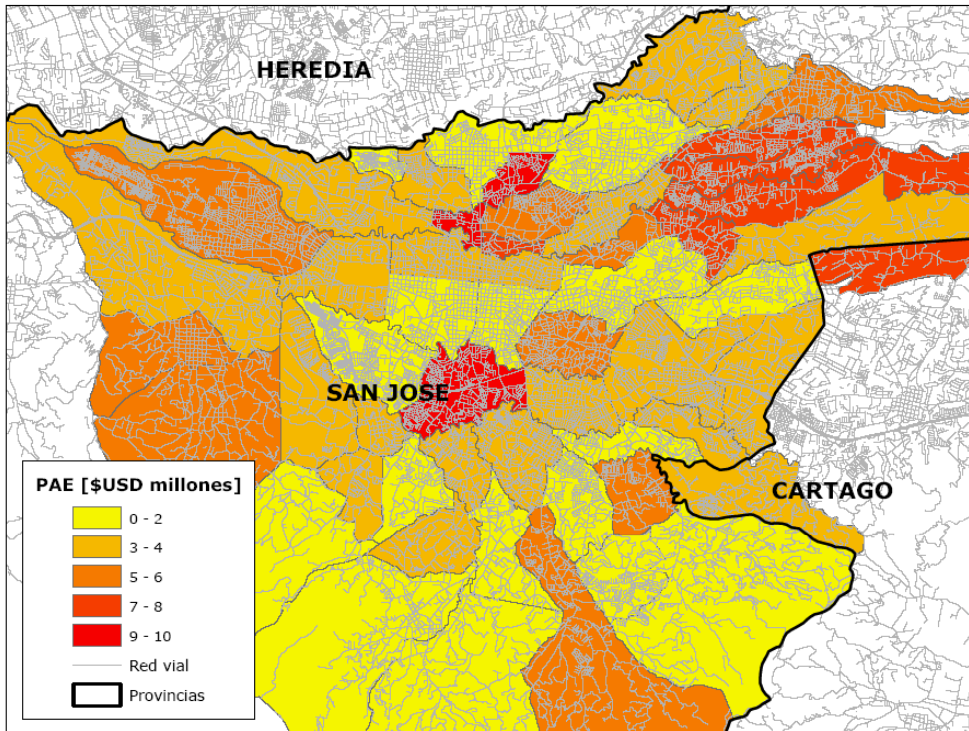 HEREDIA
SAN JOSE
CARTAGO
PAE [$USD millones]
0 - 2
3 - 4
5 - 6
7 - 8
9 - 10
Red vial
Provincias